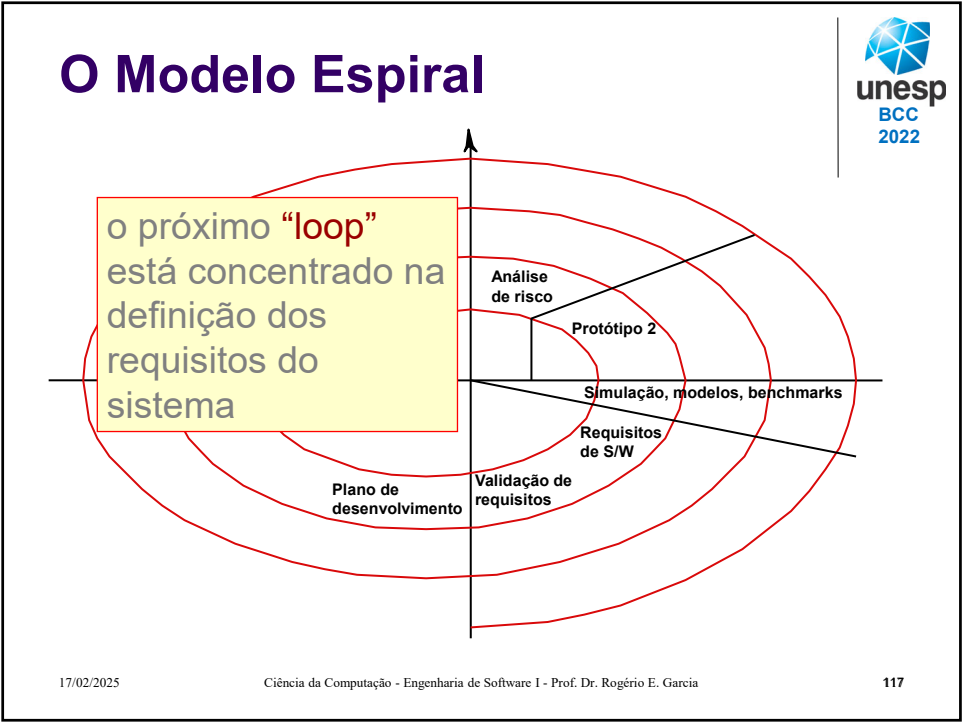 O Modelo Espiral
unesp
BCC
2022
o próximo “loop”
está concentrado na
definição dos
requisitos do
sistema
Análise
de risco
Protótipo 2
Simulação, modelos, benchmarks
Requisitos
de S/W
Validação de
requisitos
Plano de
desenvolvimento
17/02/2025
Ciência da Computação - Engenharia de Software I - Prof. Dr. Rogério E. Garcia
117